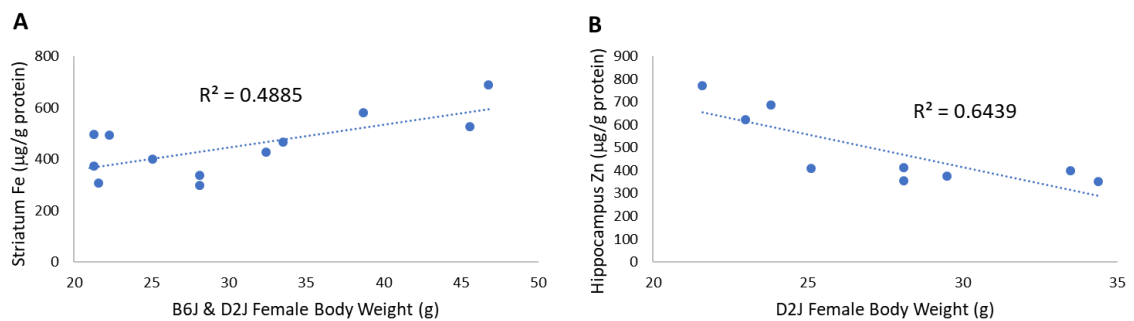 A
Striatum Fe (µg/g protein)
800
600
400
200
0
R² = 0.4885
20 25 30 35 40 45 50
B6J & D2J Female Body Weight (g)
B
Hippocampus Zn (µg/g protein)
900
800
700
600
500
400
300
200
100
0
R² = 0.6439
20 25 30 35
D2J Female Body Weight (g)